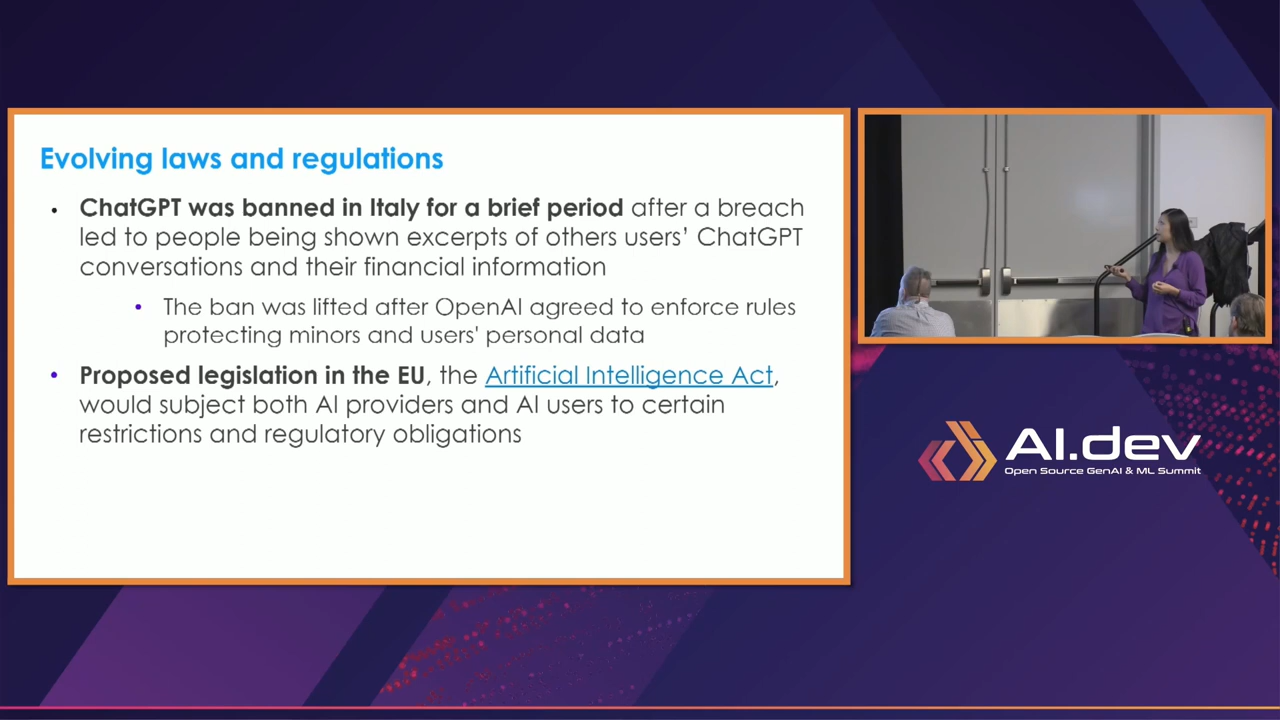 Evolving laws and regulations
• ChatGPT was banned in Italy for a brief period after a breach
led to people being shown excerpts of others users’ ChatGPT
conversations and their financial information
• The ban was lifted after OpenAI agreed to enforce rules
protecting minors and users' personal data
• Proposed legislation in the EU, the Artificial Intelligence Act,
would subject both AI providers and AI users to certain
restrictions and regulatory obligations
AI.dev
Open Source GenAI & ML Summit